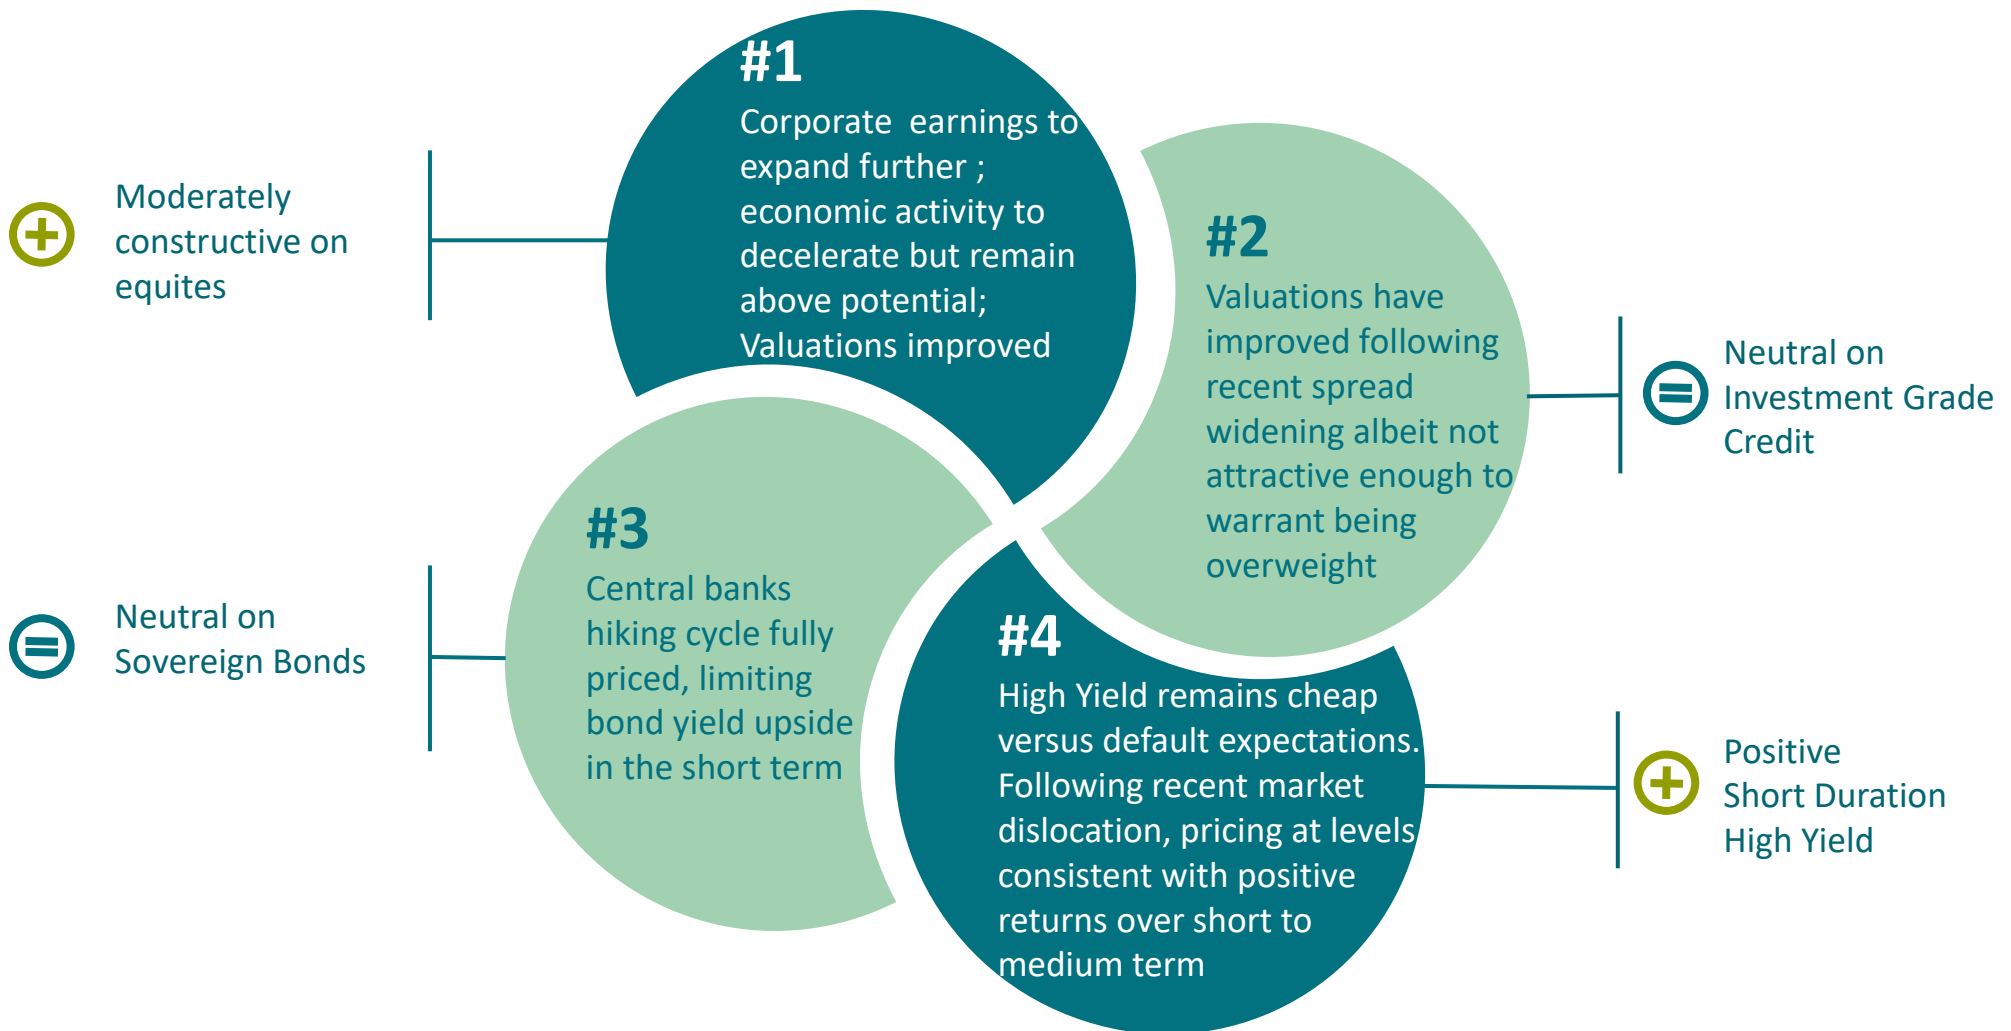 #1
Corporate  earnings to
expand further ;
economic activity to
decelerate but remain
above potential;
Valuations improved
Moderately
constructive on
equites
#2
Valuations have
improved following
recent spread
widening albeit not
attractive enough to
warrant being
overweight
Neutral on
Investment Grade
Credit
#3
Central banks
hiking cycle fully
priced, limiting
bond yield upside
in the short term
Neutral on
Sovereign Bonds
#4
High Yield remains cheap
versus default expectations.
Following recent market
dislocation, pricing at levels
consistent with positive
returns over short to
medium term
Positive
Short Duration
High Yield